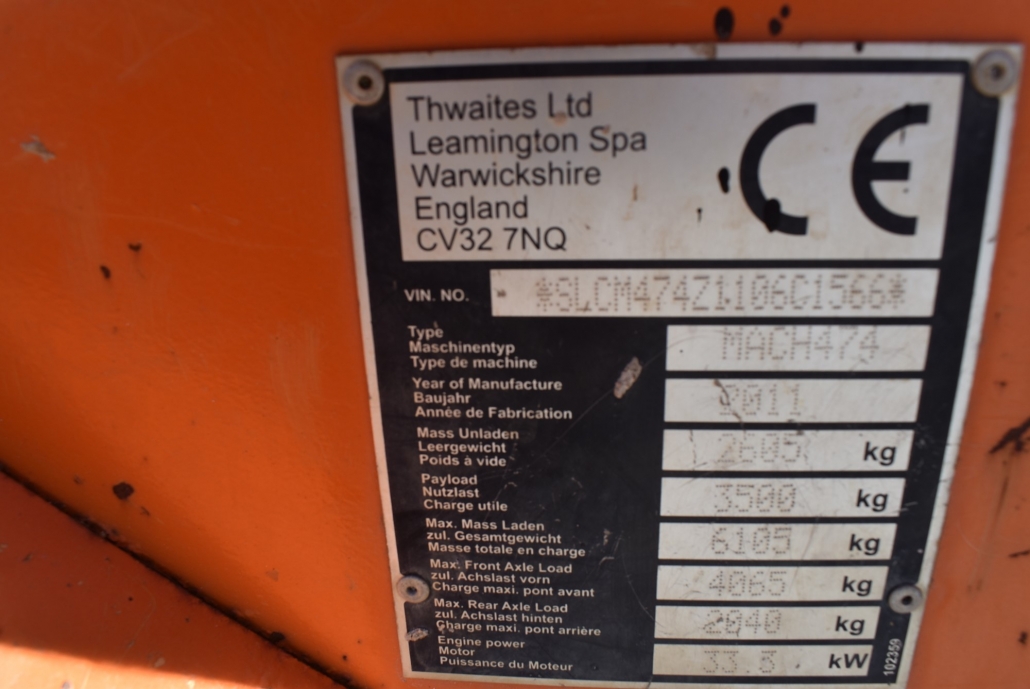 Thwaites Ltd
Leamington Spa
Warwickshire
England
CV32 7NQ
CE
VIN. NO. *SLCM474Z1106C1566*
Type
Maschinentyp
Type de machine
MACH474
Year of Manufacture
Baujahr
Année de Fabrication
2011
Mass Unladen
Leergewicht
Poids à vide
2605 kg
Payload
Nutzlast
Charge utile
3500 kg
Max. Mass Laden
zul. Gesamtgewicht
Masse totale en charge
6105 kg
Max. Front Axle Load
zul. Achslast vorn
Charge maxi. pont avant
4065 kg
Max. Rear Axle Load
zul. Achslast hinten
Charge maxi. pont arrière
2040 kg
Engine power
Motor
Puissance du Moteur
33.3 kW
102359